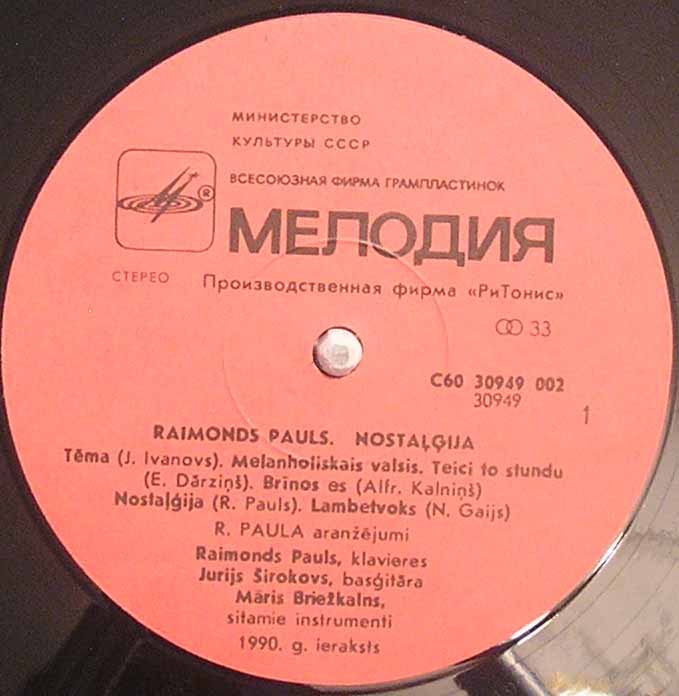 МИНИСТЕРСТВО
КУЛЬТУРЫ СССР
ВСЕСОЮЗНАЯ ФИРМА ГРАМПЛАСТИНОК
®
МЕЛОДИЯ
СТЕРЕО
Производственная фирма «РиТонис»
33
С60 30949 002
30949
1
RAIMONDS PAULS. NOSTAĻĢIJA
Tēma (J. Ivanovs). Melanholiskais valsis. Teici to stundu
(E. Dārziņš). Brīnos es (Alfr. Kalniņš)
Nostaļģija (R. Pauls). Lambetvoks (N. Gaijs)
R. PAULA aranžējumi
Raimonds Pauls, klavieres
Jurijs Širokovs, basģitāra
Māris Briežkalns,
sitamie instrumenti
1990. g. ieraksts